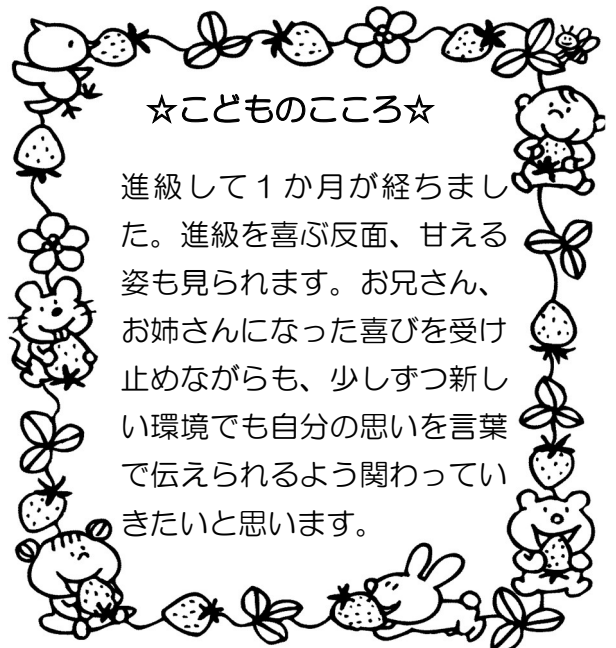 ☆こどものこころ☆
進級して１か月が経ちまし
た。進級を喜ぶ反面、甘える
姿も見られます。お兄さん、
お姉さんになった喜びを受け
止めながらも、少しずつ新し
い環境でも自分の思いを言葉
で伝えられるよう関わってい
きたいと思います。